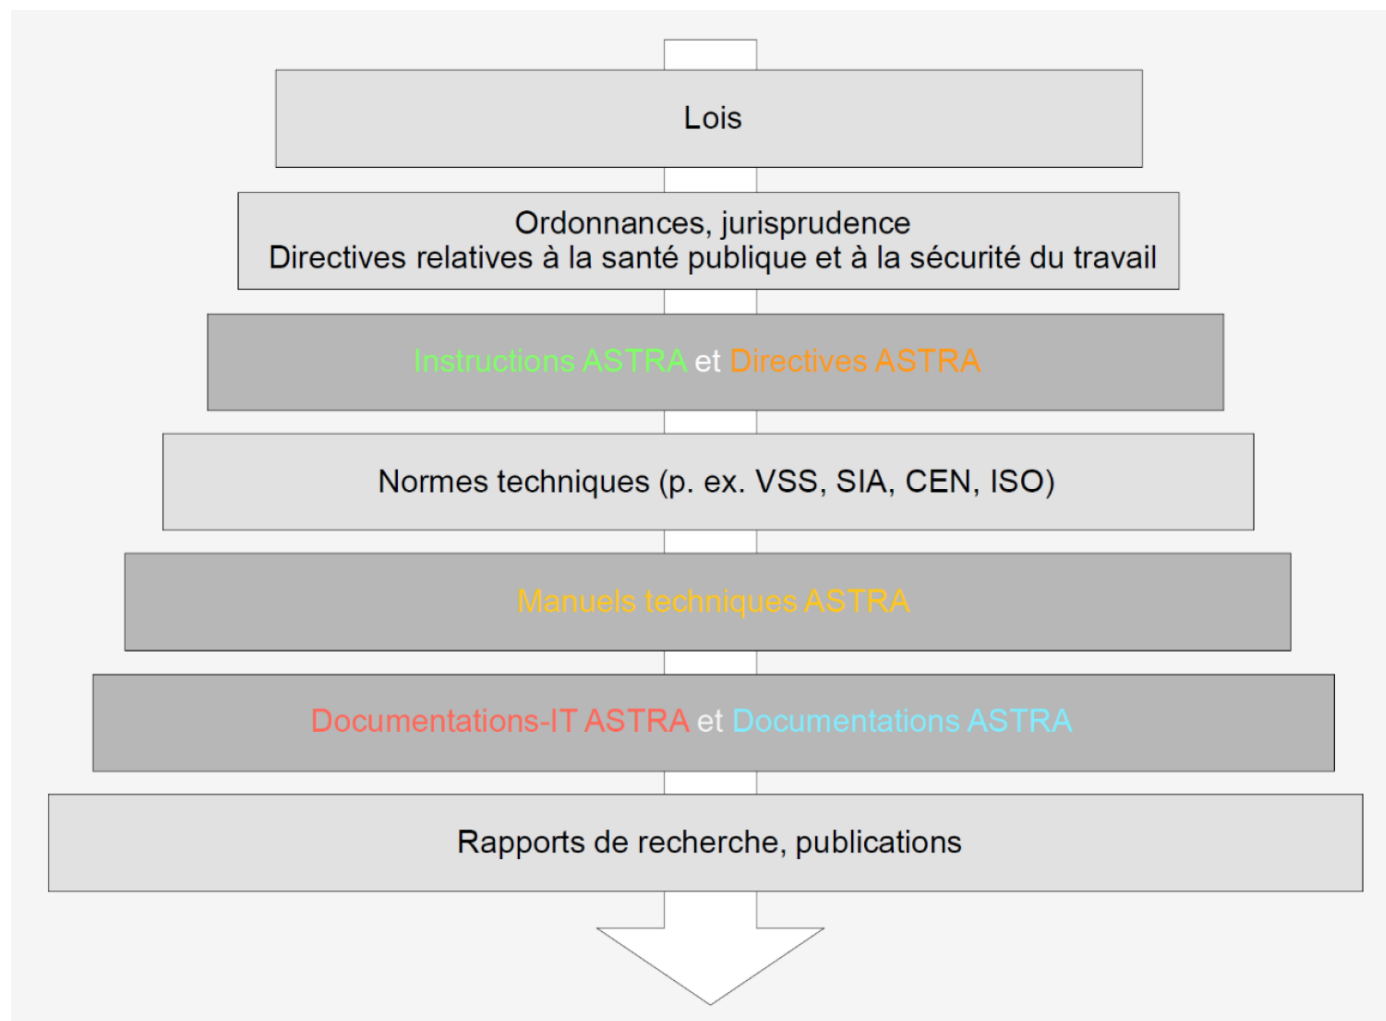 Lois
Ordonnances, jurisprudence
Directives relatives à la santé publique et à la sécurité du travail
Instructions ASTRA et Directives ASTRA
Normes techniques (p. ex. VSS, SIA, CEN, ISO)
Manuels techniques ASTRA
Documentations-IT ASTRA et Documentations ASTRA
Rapports de recherche, publications